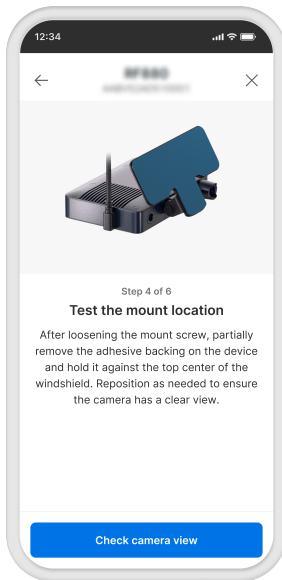 12:34
Step 4 of 6
Test the mount location
After loosening the mount screw, partially
remove the adhesive backing on the device
and hold it against the top center of the
windshield. Reposition as needed to ensure
the camera has a clear view.
Check camera view